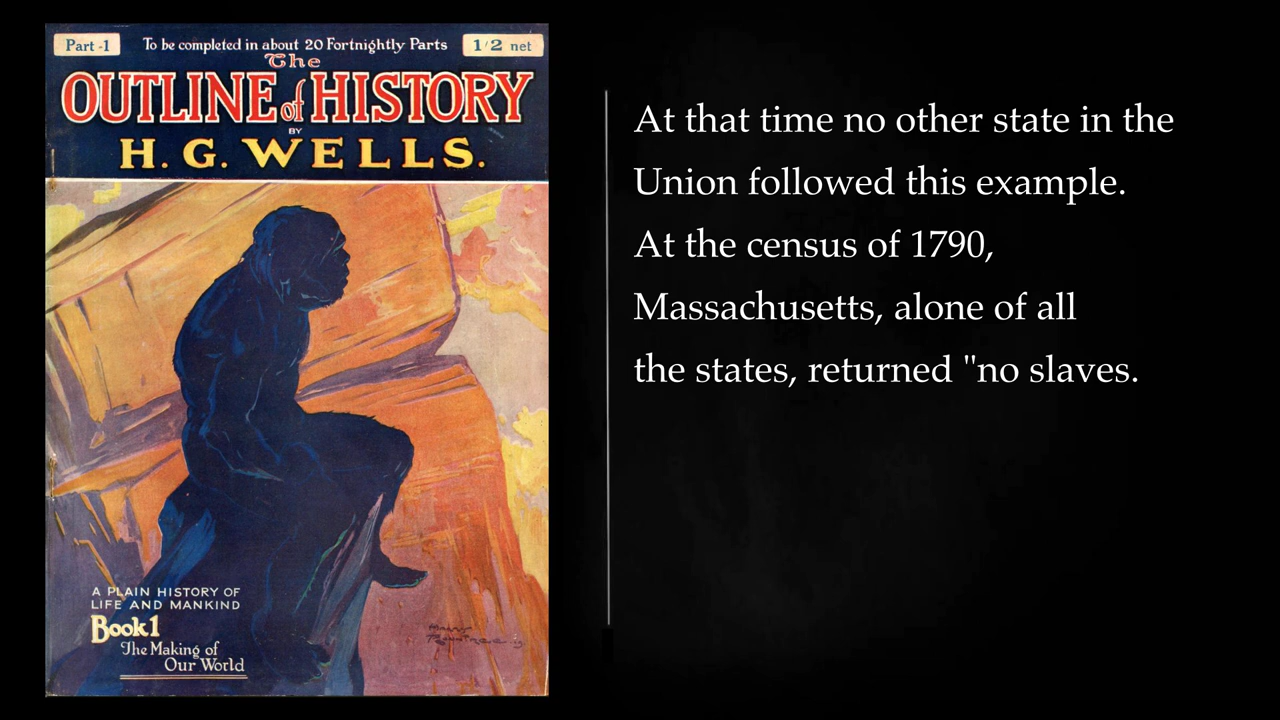 Part -1
To be completed in about 20 Fortnightly Parts
1/2 net
The
OUTLINE of HISTORY
BY
H. G. WELLS.
A PLAIN HISTORY OF
LIFE AND MANKIND
Book 1
The Making of
Our World
At that time no other state in the
Union followed this example.
At the census of 1790,
Massachusetts, alone of all
the states, returned "no slaves.